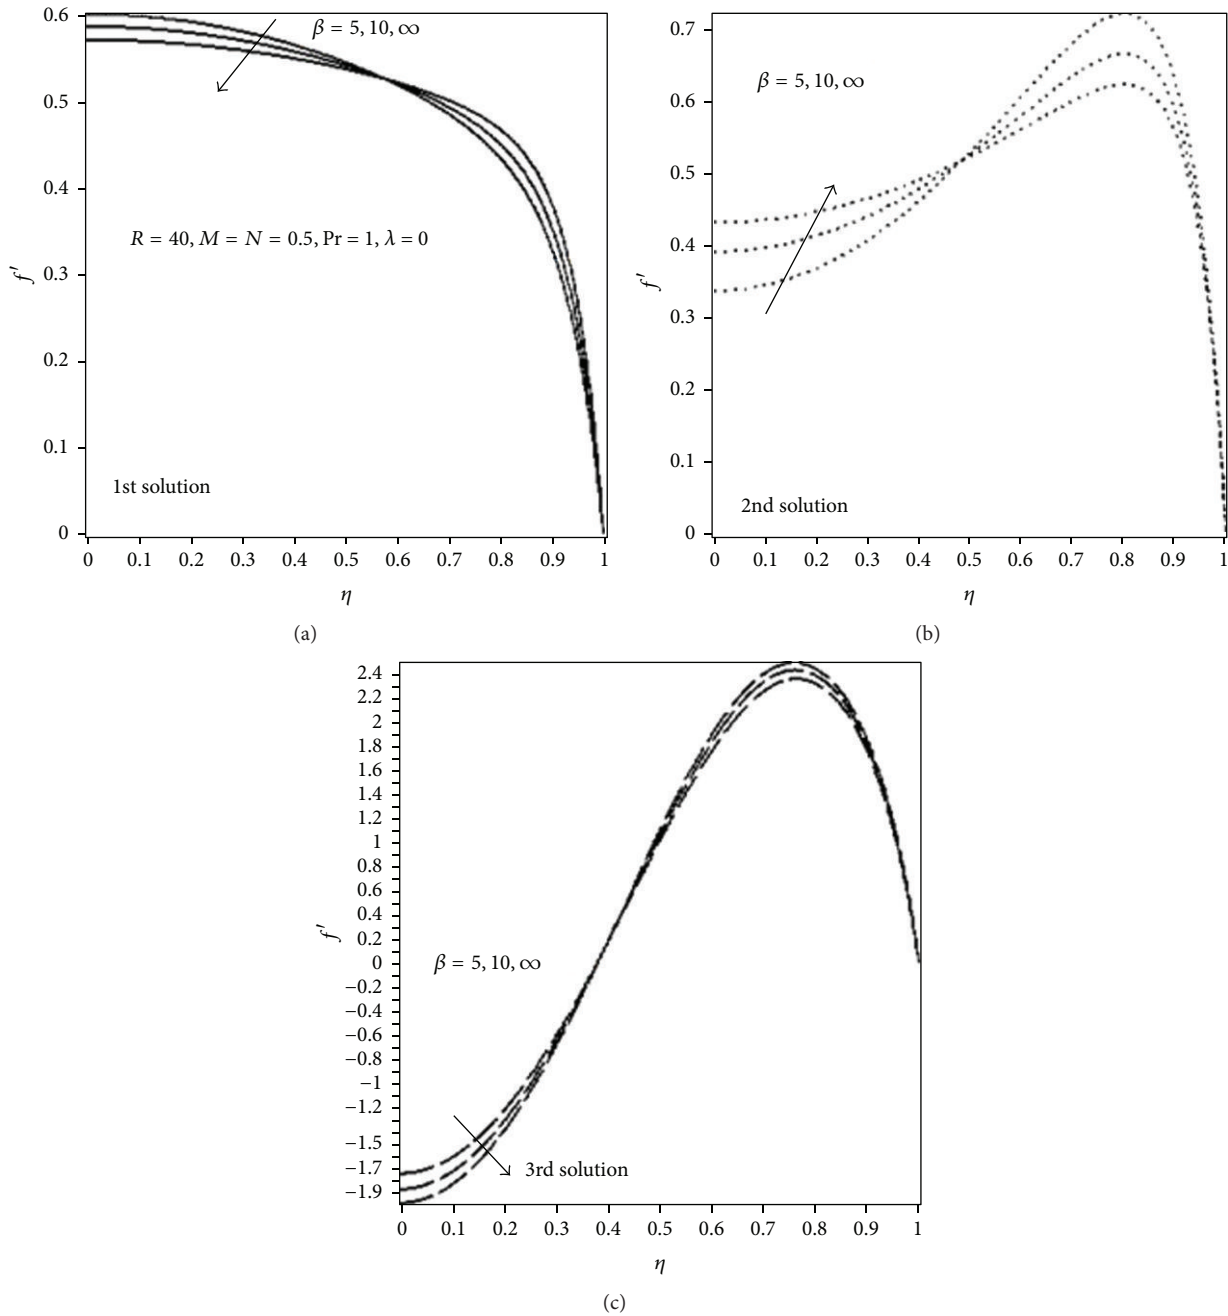 0.6
0.5
0.4
0.3
0.2
0.1
0
f′
β = 5, 10, ∞
R = 40, M = N = 0.5, Pr = 1, λ = 0
1st solution
0 0.1 0.2 0.3 0.4 0.5 0.6 0.7 0.8 0.9 1
η
(a)
0.7
0.6
0.5
0.4
0.3
0.2
0.1
0
f′
β = 5, 10, ∞
2nd solution
0 0.1 0.2 0.3 0.4 0.5 0.6 0.7 0.8 0.9 1
η
(b)
2.4
2.2
2
1.8
1.6
1.4
1.2
1
0.8
0.6
0.4
0.2
0
−0.2
−0.4
−0.6
−0.8
−1
−1.2
−1.5
−1.7
−1.9
f′
β = 5, 10, ∞
3rd solution
0 0.1 0.2 0.3 0.4 0.5 0.6 0.7 0.8 0.9 1
η
(c)